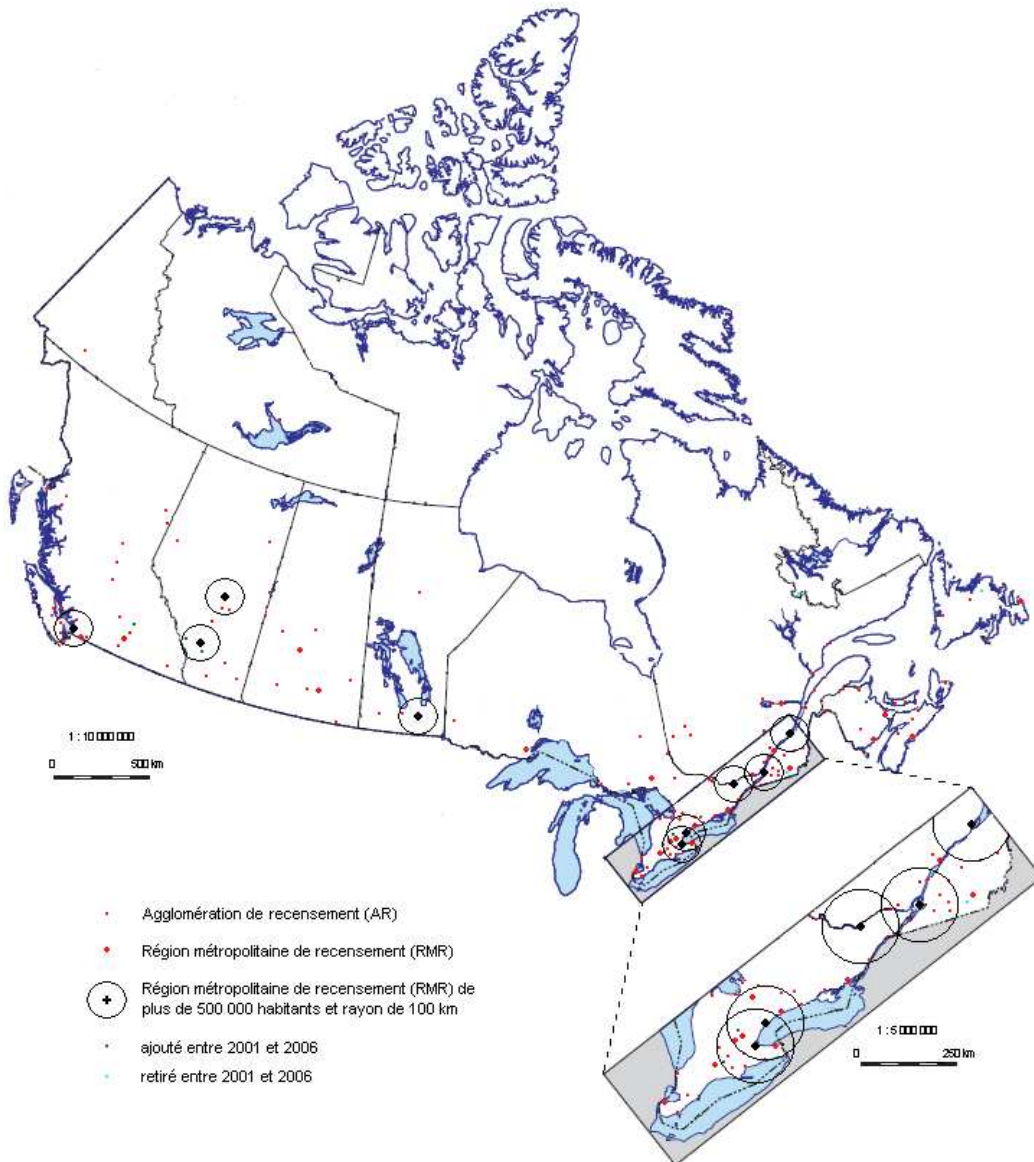 1 : 10 000 000
0 500 km
Agglomération de recensement (AR)
Région métropolitaine de recensement (RMR)
Région métropolitaine de recensement (RMR) de
plus de 500 000 habitants et rayon de 100 km
ajouté entre 2001 et 2006
retiré entre 2001 et 2006
1 : 5 000 000
0 250 km